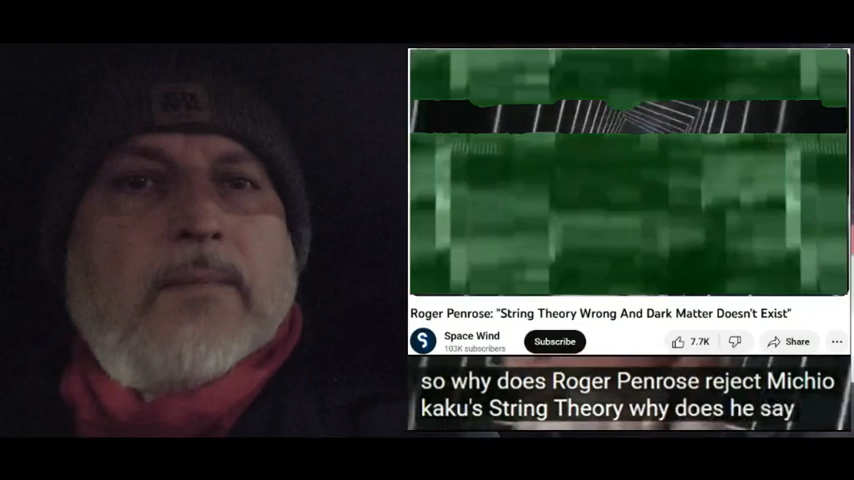 Roger Penrose: "String Theory Wrong And Dark Matter Doesn't Exist"
Space Wind
103K subscribers
Subscribe
7.7K
Share
so why does Roger Penrose reject Michio
kaku's String Theory why does he say